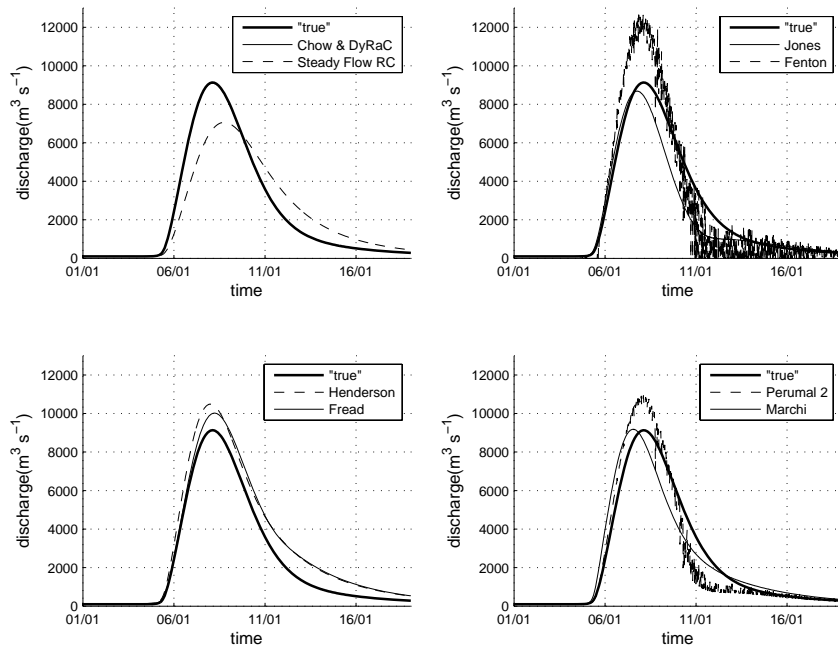 12000
10000
8000
6000
4000
2000
0
discharge(m³ s⁻¹)
"true"
Chow & DyRaC
Steady Flow RC
01/01 06/01 11/01 16/01
time
12000
10000
8000
6000
4000
2000
0
discharge(m³ s⁻¹)
"true"
Jones
Fenton
01/01 06/01 11/01 16/01
time
12000
10000
8000
6000
4000
2000
0
discharge(m³ s⁻¹)
"true"
Henderson
Fread
01/01 06/01 11/01 16/01
time
12000
10000
8000
6000
4000
2000
0
discharge(m³ s⁻¹)
"true"
Perumal 2
Marchi
01/01 06/01 11/01 16/01
time